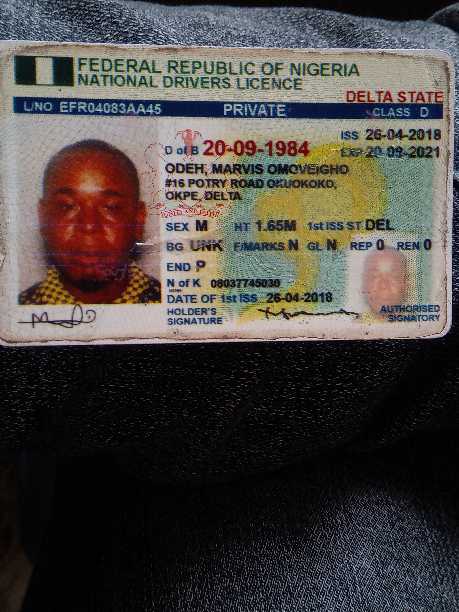 FEDERAL REPUBLIC OF NIGERIA
NATIONAL DRIVERS LICENCE
DELTA STATE
L/NO EFR04083AA45 PRIVATE CLASS D
ISS 26-04-2018
D of B 20-09-1984 EXP 20-09-2021
ODEH, MARVIS OMOVEIGHO
#16 POTRY ROAD OKUOKOKO,
OKPE, DELTA
SEX M HT 1.65M 1st ISS ST DEL
BG UNK F/MARKS N GL N REP 0 REN 0
END P
N of K 08037745030
DATE OF 1st ISS 26-04-2018
HOLDER'S
SIGNATURE
AUTHORISED
SIGNATORY